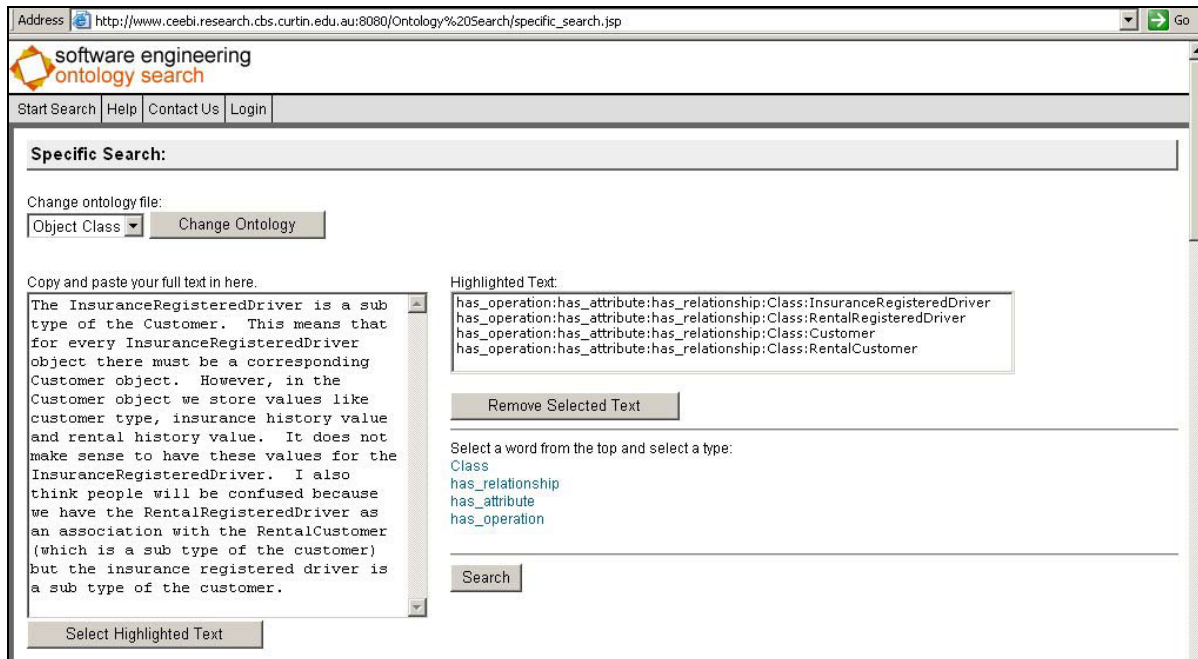 Address http://www.ceebi.research.cbs.curtin.edu.au:8080/Ontology%20Search/specific_search.jsp Go
software engineering
ontology search
Start Search Help Contact Us Login
Specific Search:
Change ontology file:
Object Class Change Ontology
Copy and paste your full text in here.
The InsuranceRegisteredDriver is a sub
type of the Customer. This means that
for every InsuranceRegisteredDriver
object there must be a corresponding
Customer object. However, in the
Customer object we store values like
customer type, insurance history value
and rental history value. It does not
make sense to have these values for the
InsuranceRegisteredDriver. I also
think people will be confused because
we have the RentalRegisteredDriver as
an association with the RentalCustomer
(which is a sub type of the customer)
but the insurance registered driver is
a sub type of the customer.
Select Highlighted Text
Highlighted Text:
has_operation:has_attribute:has_relationship:Class:InsuranceRegisteredDriver
has_operation:has_attribute:has_relationship:Class:RentalRegisteredDriver
has_operation:has_attribute:has_relationship:Class:Customer
has_operation:has_attribute:has_relationship:Class:RentalCustomer
Remove Selected Text
Select a word from the top and select a type:
Class
has_relationship
has_attribute
has_operation
Search